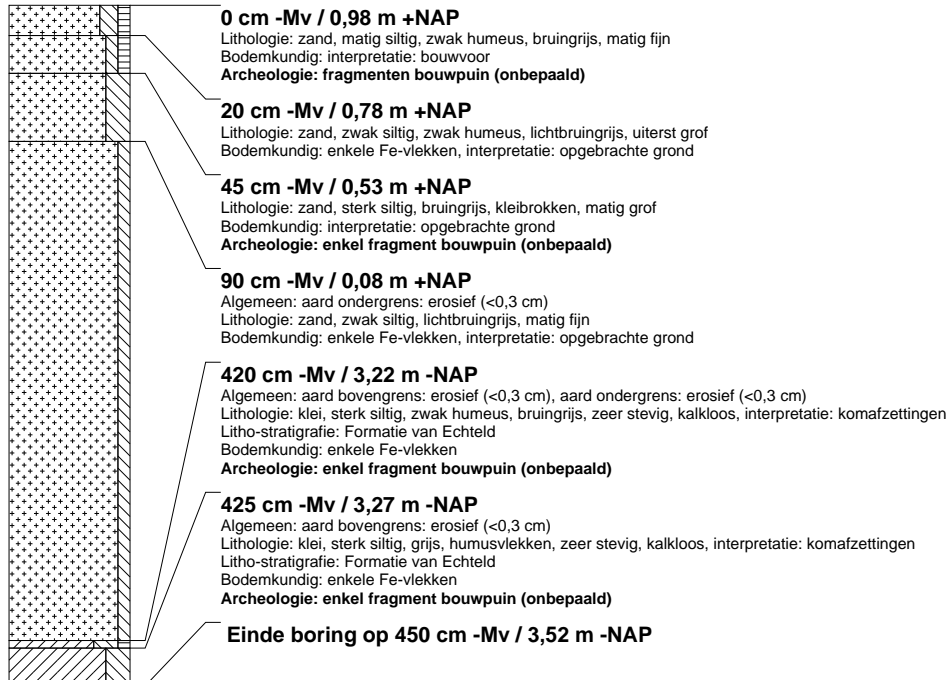 0 cm -Mv / 0,98 m +NAP
Lithologie: zand, matig siltig, zwak humeus, bruingrijs, matig fijn
Bodemkundig: interpretatie: bouwvoor
Archeologie: fragmenten bouwpuin (onbepaald)
20 cm -Mv / 0,78 m +NAP
Lithologie: zand, zwak siltig, zwak humeus, lichtbruingrijs, uiterst grof
Bodemkundig: enkele Fe-vlekken, interpretatie: opgebrachte grond
45 cm -Mv / 0,53 m +NAP
Lithologie: zand, sterk siltig, bruingrijs, kleibrokken, matig grof
Bodemkundig: interpretatie: opgebrachte grond
Archeologie: enkel fragment bouwpuin (onbepaald)
90 cm -Mv / 0,08 m +NAP
Algemeen: aard ondergrens: erosief (<0,3 cm)
Lithologie: zand, zwak siltig, lichtbruingrijs, matig fijn
Bodemkundig: enkele Fe-vlekken, interpretatie: opgebrachte grond
420 cm -Mv / 3,22 m -NAP
Algemeen: aard bovengrens: erosief (<0,3 cm), aard ondergrens: erosief (<0,3 cm)
Lithologie: klei, sterk siltig, zwak humeus, bruingrijs, zeer stevig, kalkloos, interpretatie: komafzettingen
Litho-stratigrafie: Formatie van Echteld
Bodemkundig: enkele Fe-vlekken
Archeologie: enkel fragment bouwpuin (onbepaald)
425 cm -Mv / 3,27 m -NAP
Algemeen: aard bovengrens: erosief (<0,3 cm)
Lithologie: klei, sterk siltig, grijs, humusvlekken, zeer stevig, kalkloos, interpretatie: komafzettingen
Litho-stratigrafie: Formatie van Echteld
Bodemkundig: enkele Fe-vlekken
Archeologie: enkel fragment bouwpuin (onbepaald)
Einde boring op 450 cm -Mv / 3,52 m -NAP